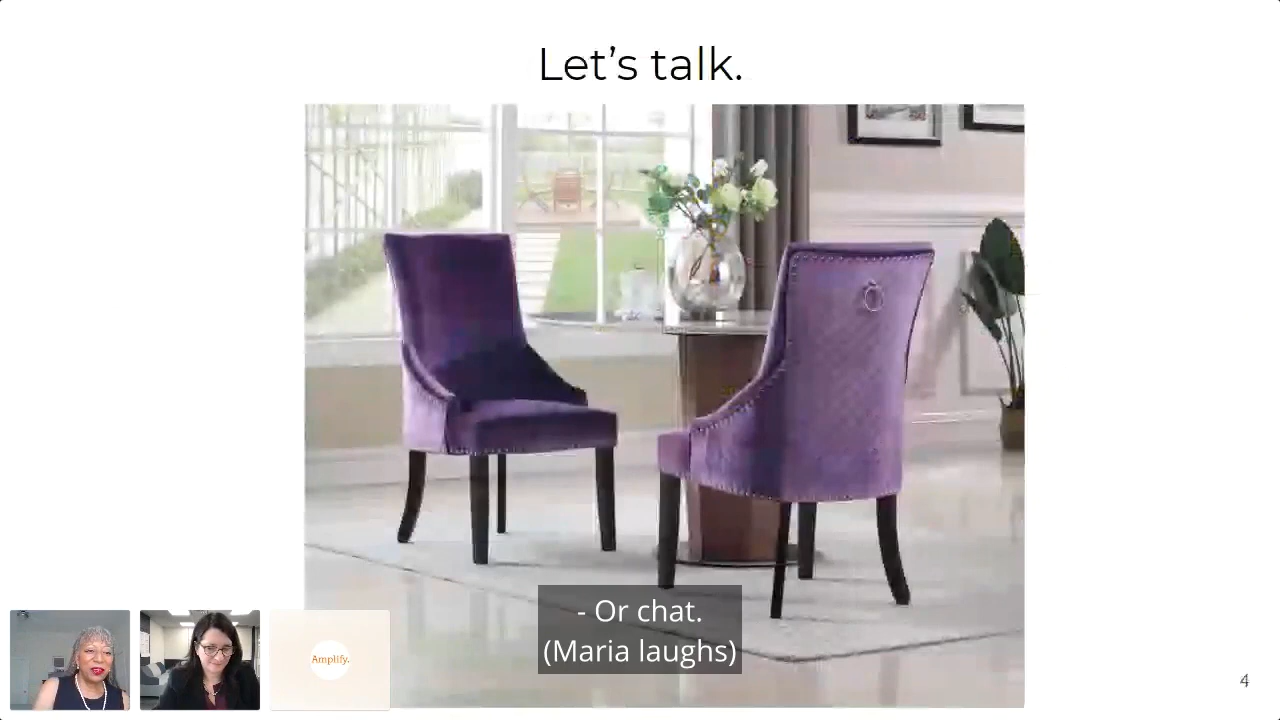 Let’s talk.
- Or chat.
(Maria laughs)
Amplify.
4